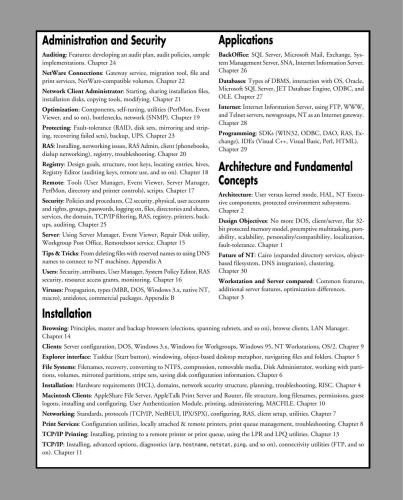 Administration and Security
Auditing: Features: developing an audit plan, audit policies, sample
implementations. Chapter 24
NetWare Connections: Gateway service, migration tool, file and
print services, NetWare-compatible volumes. Chapter 22
Network Client Administrator: Starting, sharing installation files,
installation disks, copying tools, modifying. Chapter 21
Optimization: Components, self-tuning, utilities (PerfMon, Event
Viewer, and so on), bottlenecks, network (SNMP). Chapter 19
Protecting: Fault-tolerance (RAID, disk sets, mirroring and strip-
ing, recovering failed sets), backup, UPS. Chapter 23
RAS: Installing, networking issues, RAS Admin, client (phonebooks,
dialup networking), registry, troubleshooting. Chapter 20
Registry: Design goals, structure, root keys, locating entries, hives,
Registry Editor (auditing keys, remote use, and so on). Chapter 18
Remote: Tools (User Manager, Event Viewer, Server Manager,
PerfMon, directory and printer controls), scripts. Chapter 17
Security: Policies and procedures, C2 security, physical, user accounts
and rights, groups, passwords, logging on, files, directories and shares,
services, the domain, TCP/IP filtering, RAS, registry, printers, back-
ups, auditing. Chapter 25
Server: Using Server Manager, Event Viewer, Repair Disk utility,
Workgroup Post Office, Remoteboot service. Chapter 15
Tips & Tricks: From deleting files with reserved names to using DNS
names to connect to NT machines. Appendix A
Users: Security, attributes, User Manager, System Policy Editor, RAS
security, resource access grants, monitoring. Chapter 16
Viruses: Propagation, types (MBR, DOS, Windows 3.x, native NT,
macro), antidotes, commercial packages. Appendix B
Applications
BackOffice: SQL Server, Microsoft Mail, Exchange, Sys-
tem Management Server, SNA, Internet Information Server.
Chapter 26
Databases: Types of DBMS, interaction with OS, Oracle,
Microsoft SQL Server, JET Database Engine, ODBC, and
OLE. Chapter 27
Internet: Internet Information Server, using FTP, WWW,
and Telnet servers, newsgroups, NT as an Internet gateway.
Chapter 28
Programming: SDKs (WIN32, ODBC, DAO, RAS, Ex-
change), IDEs (Visual C++, Visual Basic, Perl, HTML).
Chapter 29
Architecture and Fundamental
Concepts
Architecture: User versus kernel mode, HAL, NT Execu-
tive components, protected environment subsystems.
Chapter 2
Design Objectives: No more DOS, client/server, flat 32-
bit protected memory model, preemptive multitasking, port-
ability, scalability, personality/compatibility, localization,
fault-tolerance. Chapter 1
Future of NT: Cairo (expanded directory services, object-
based filesystem, DNS integration), clustering.
Chapter 30
Workstation and Server compared: Common features,
additional server features, optimization differences.
Chapter 3
Installation
Browsing: Principles, master and backup browsers (elections, spanning subnets, and so on), browse clients, LAN Manager.
Chapter 14
Clients: Server configuration, DOS, Windows 3.x, Windows for Workgroups, Windows 95, NT Workstations, OS/2. Chapter 9
Explorer interface: Taskbar (Start button), windowing, object-based desktop metaphor, navigating files and folders. Chapter 5
File Systems: Filenames, recovery, converting to NTFS, compression, removable media, Disk Administrator, working with parti-
tions, volumes, mirrored partitions, stripe sets, using disk configuration information. Chapter 6
Installation: Hardware requirements (HCL), domains, network security structure, planning, troubleshooting, RISC. Chapter 4
Macintosh Clients: AppleShare File Server, AppleTalk Print Server and Router, file structure, long filenames, permissions, guest
logons, installing and configuring, User Authentication Module, printing, administering, MACFILE. Chapter 10
Networking: Standards, protocols (TCP/IP, NetBEUI, IPX/SPX), configuring, RAS, client setup, utilities. Chapter 7
Print Services: Configuration utilities, locally attached & remote printers, print queue management, troubleshooting. Chapter 8
TCP/IP Printing: Installing, printing to a remote printer or print queue, using the LPR and LPQ utilities. Chapter 13
TCP/IP: Installing, advanced options, diagnostics (arp, hostname, netstat, ping, and so on), connectivity utilities (FTP, and so
on). Chapter 11